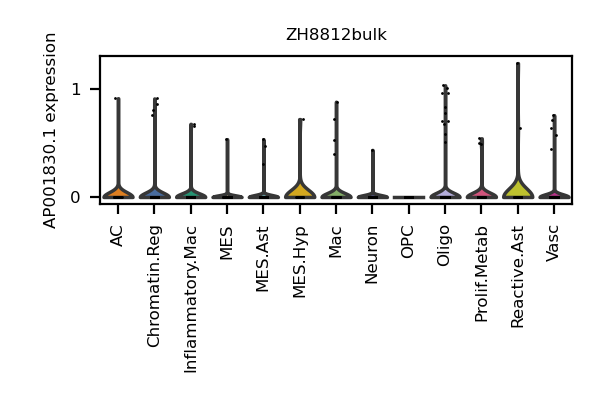 ZH8812bulk
AP001830.1 expression
1
0
AC
Chromatin.Reg
Inflammatory.Mac
MES
MES.Ast
MES.Hyp
Mac
Neuron
OPC
Oligo
Prolif.Metab
Reactive.Ast
Vasc